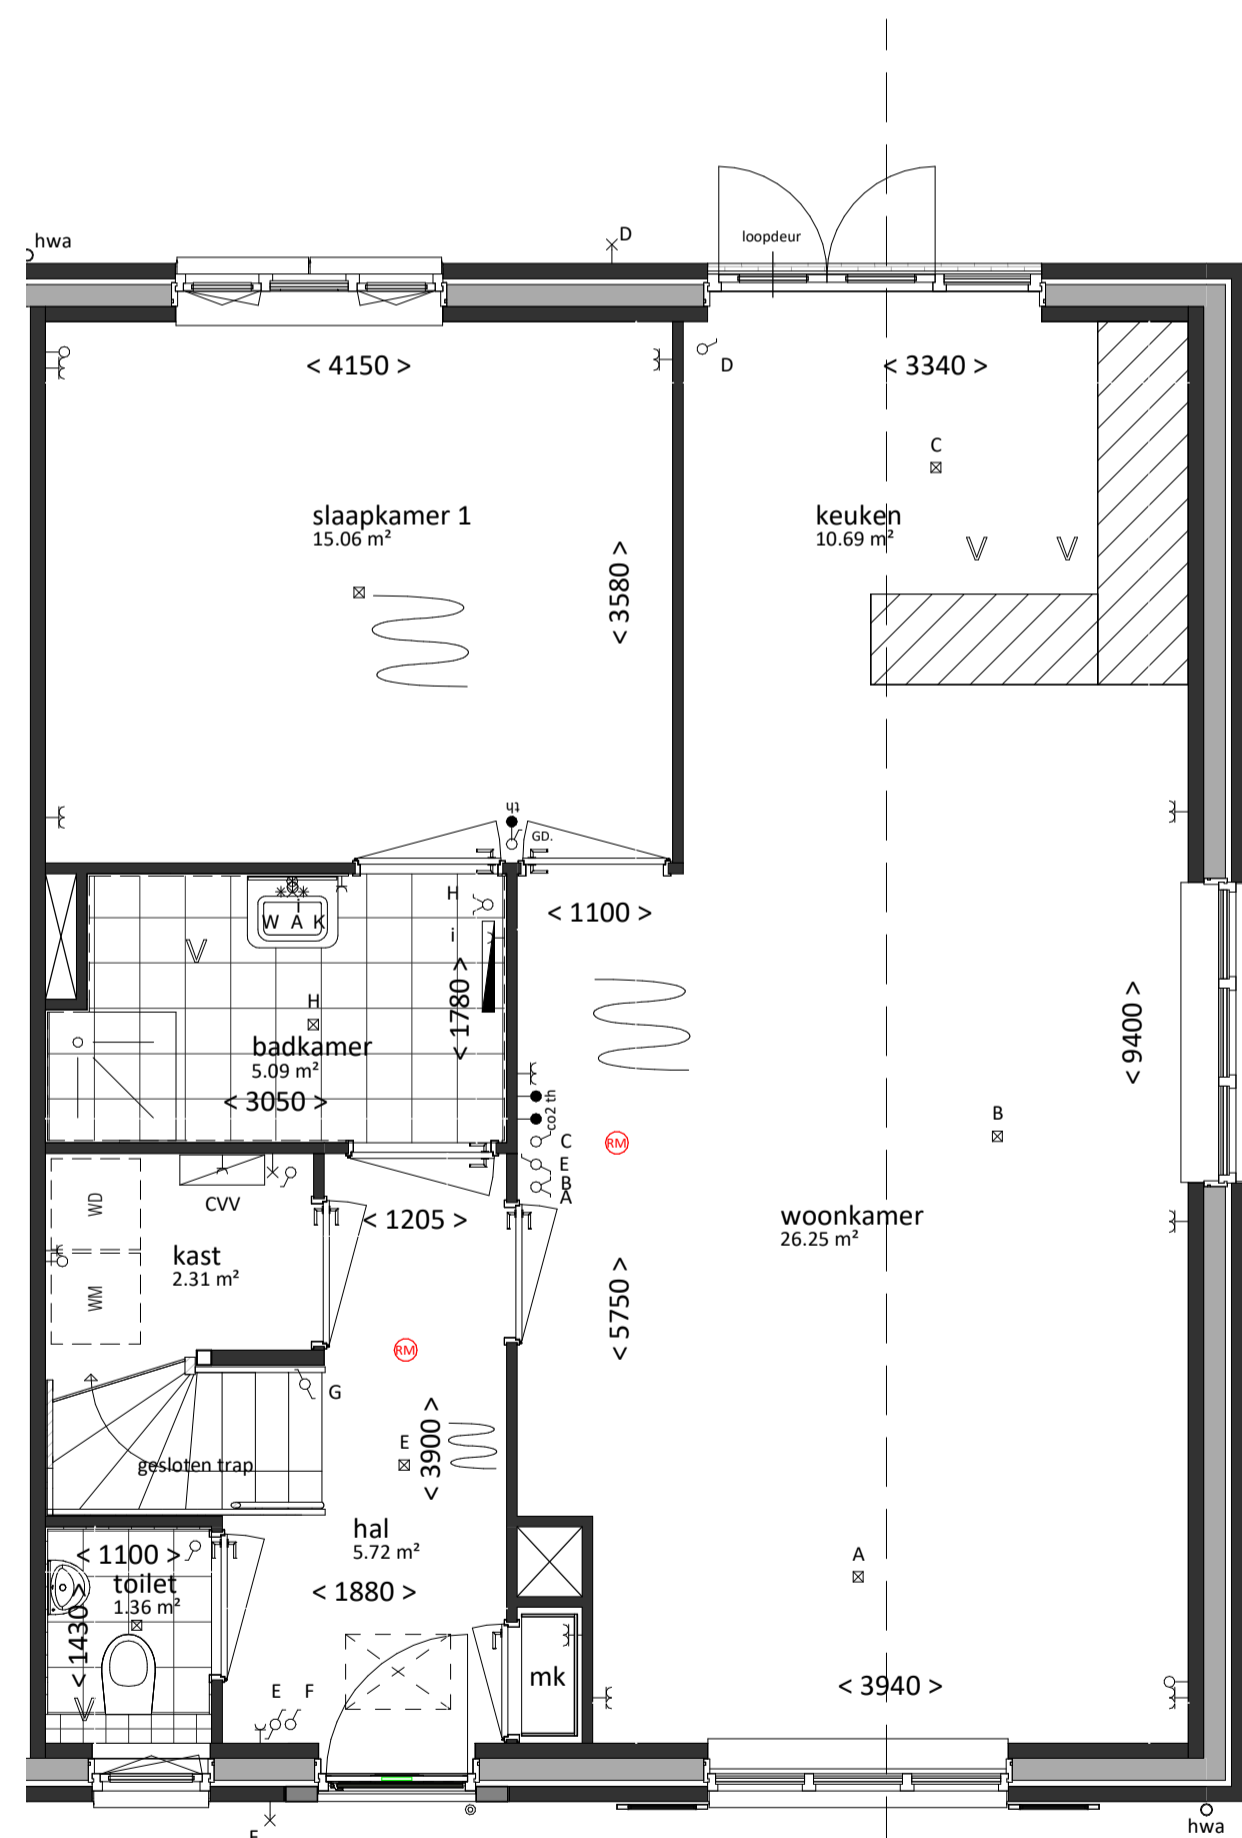 hwa
D
loopdeur
< 4150 >
D
< 3340 >
C
slaapkamer 1
15.06 m²
keuken
10.69 m²
V V
< 3580 >
GD.
H
< 1100 >
W A K
i
i
V
< 1780 >
H
badkamer
5.09 m²
< 3050 >
< 9400 >
co2 th
C
E
B
A
RM
B
WD
CVV
< 1205 >
woonkamer
26.25 m²
kast
2.31 m²
WM
< 5750 >
RM
G
E
< 3900 >
gesloten trap
hal
5.72 m²
< 1100 >
toilet
1.36 m²
< 1430 >
< 1880 >
A
V
mk
< 3940 >
E F
hwa